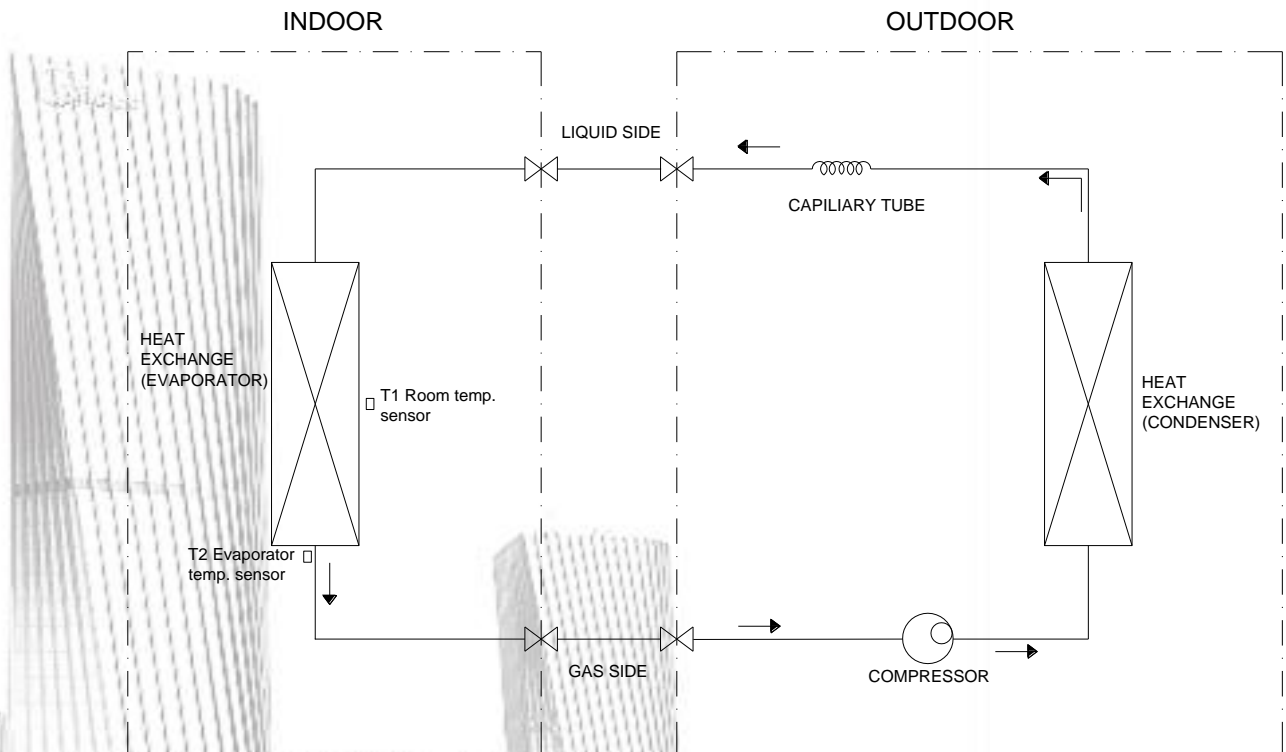 INDOOR
OUTDOOR
LIQUID SIDE
CAPILIARY TUBE
HEAT
EXCHANGE
(EVAPORATOR)
T1 Room temp.
sensor
HEAT
EXCHANGE
(CONDENSER)
T2 Evaporator
temp. sensor
GAS SIDE
COMPRESSOR